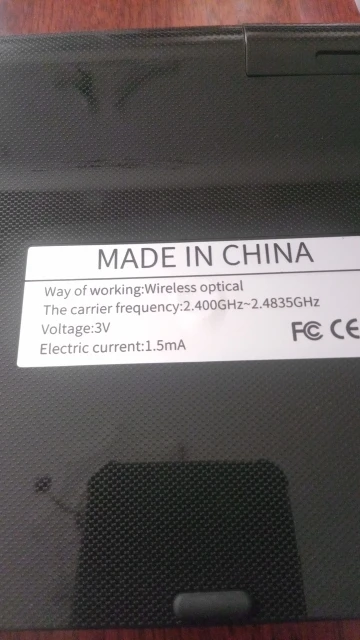 MADE IN CHINA
Way of working:Wireless optical
The carrier frequency:2.400GHz~2.4835GHz
Voltage:3V
Electric current:1.5mA
FC CE